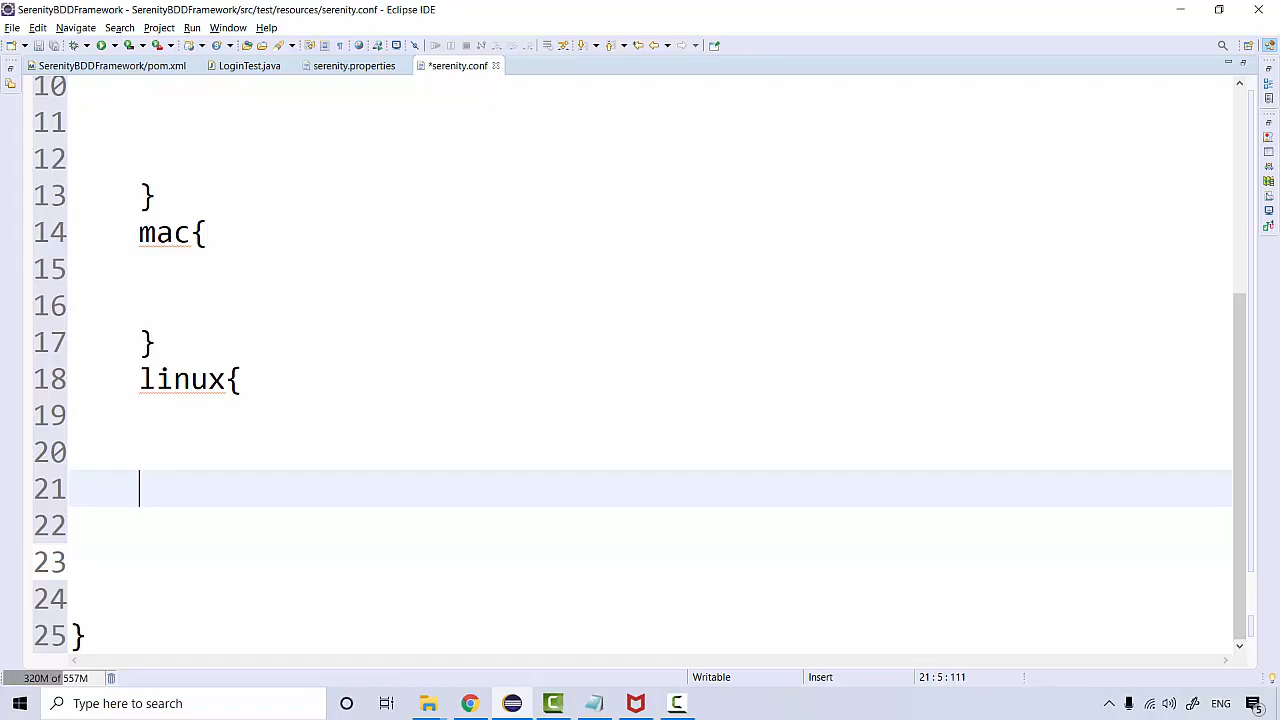 SerenityBDDFramework - SerenityBDDFramework/src/test/resources/serenity.conf - Eclipse IDE
File Edit Navigate Search Project Run Window Help
SerenityBDDFramework/pom.xml LoginTest.java serenity.properties *serenity.conf
10
11
12
13 }
14 mac{
15
16
17 }
18 linux{
19
20
21
22
23
24
25 }
320M of 557M Writable Insert 21 : 5 : 111
Type here to search ENG 5